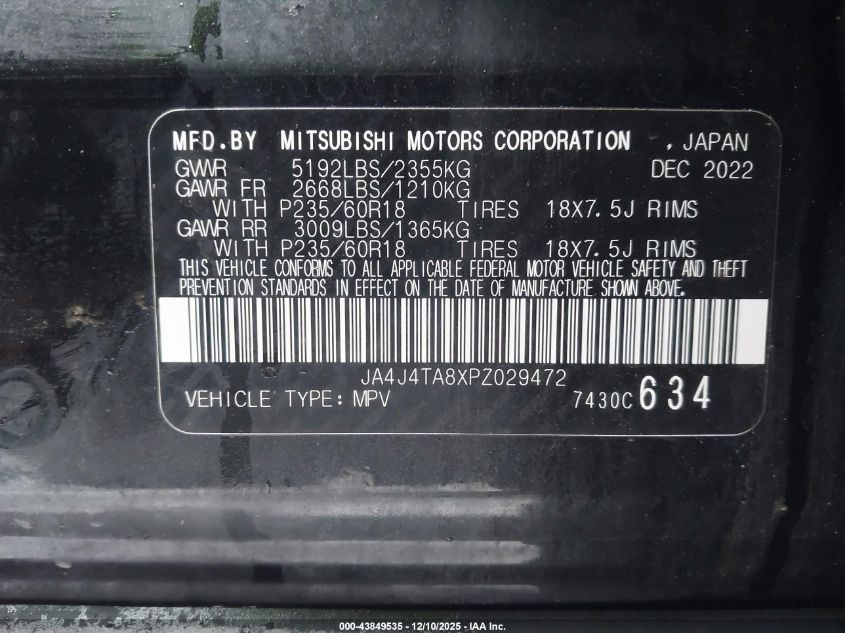 MFD.BY MITSUBISHI MOTORS CORPORATION , JAPAN
GVWR 5192LBS/2355KG DEC 2022
GAWR FR 2668LBS/1210KG
WITH P235/60R18 TIRES 18X7.5J RIMS
GAWR RR 3009LBS/1365KG
WITH P235/60R18 TIRES 18X7.5J RIMS
THIS VEHICLE CONFORMS TO ALL APPLICABLE FEDERAL MOTOR VEHICLE SAFETY AND THEFT
PREVENTION STANDARDS IN EFFECT ON THE DATE OF MANUFACTURE SHOWN ABOVE.
JA4J4TA8XPZ029472
VEHICLE TYPE: MPV 7430C 634
000-43849535 - 12/10/2025 - IAA Inc.